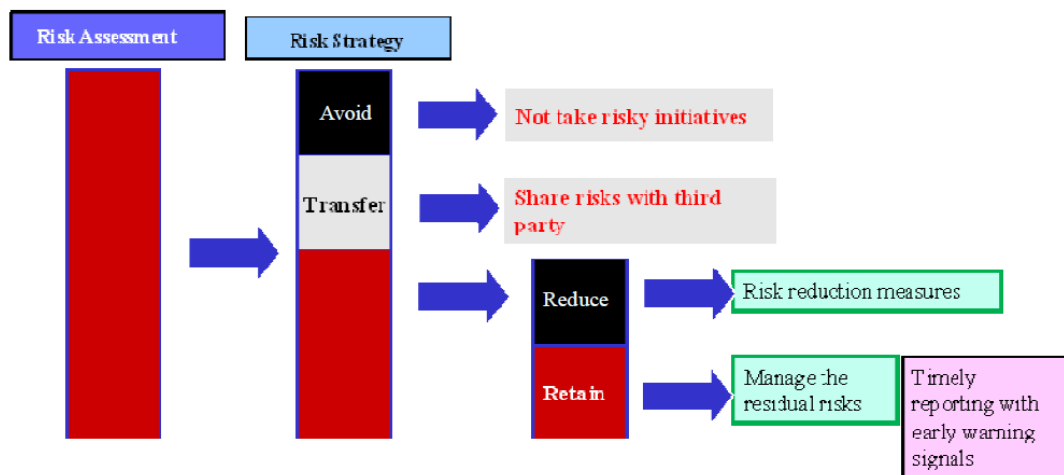 Risk Assessment
Risk Strategy
Avoid
Not take risky initiatives
Transfer
Share risks with third
party
Reduce
Risk reduction measures
Retain
Manage the
residual risks
Timely
reporting with
early warning
signals